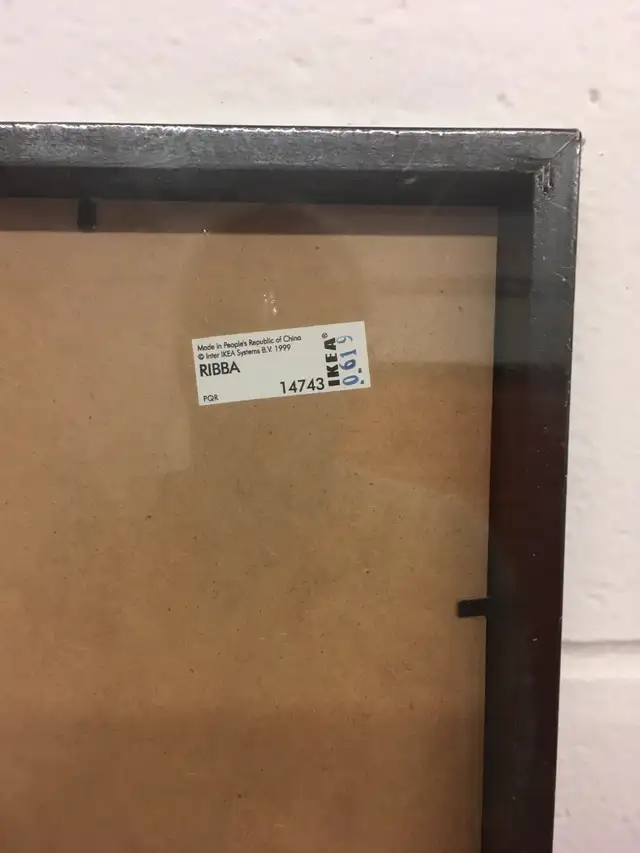 Made in People's Republic of China
© Inter IKEA Systems B.V. 1999
RIBBA
PQR
14743
IKEA®
0619